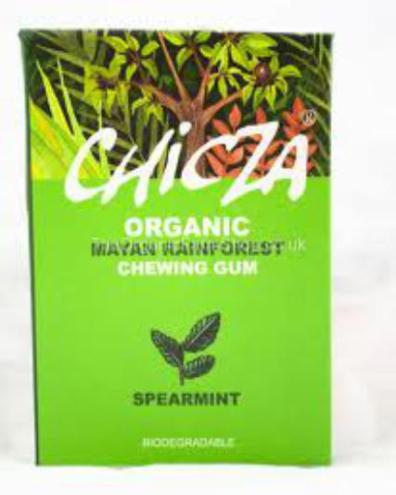 CHiCZA®
ORGANIC
MAYAN RAINFOREST
CHEWING GUM
SPEARMINT
BIODEGRADABLE